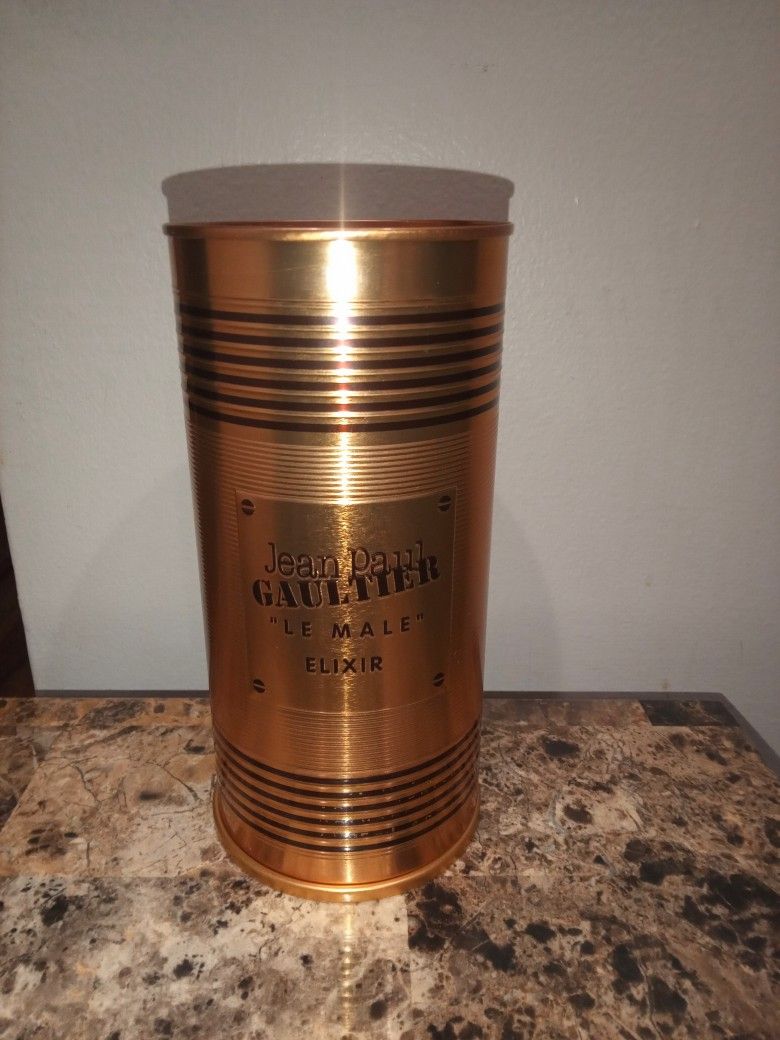 Jean Paul
GAULTIER
"LE MALE"
ELIXIR